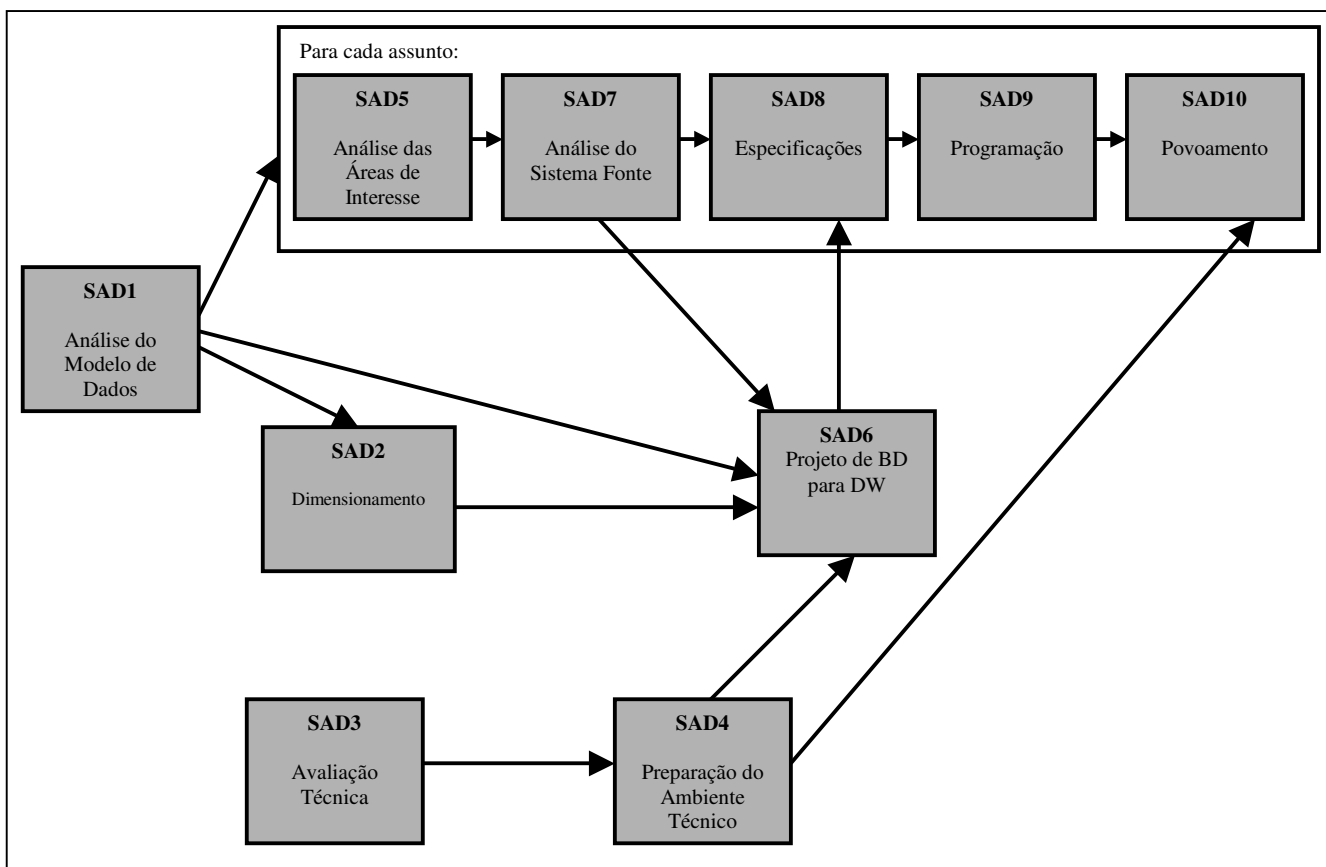 Para cada assunto:
SAD5
Análise das
Áreas de
Interesse
SAD7
Análise do
Sistema Fonte
SAD8
Especificações
SAD9
Programação
SAD10
Povoamento
SAD1
Análise do
Modelo de
Dados
SAD2
Dimensionamento
SAD6
Projeto de BD
para DW
SAD3
Avaliação
Técnica
SAD4
Preparação do
Ambiente
Técnico